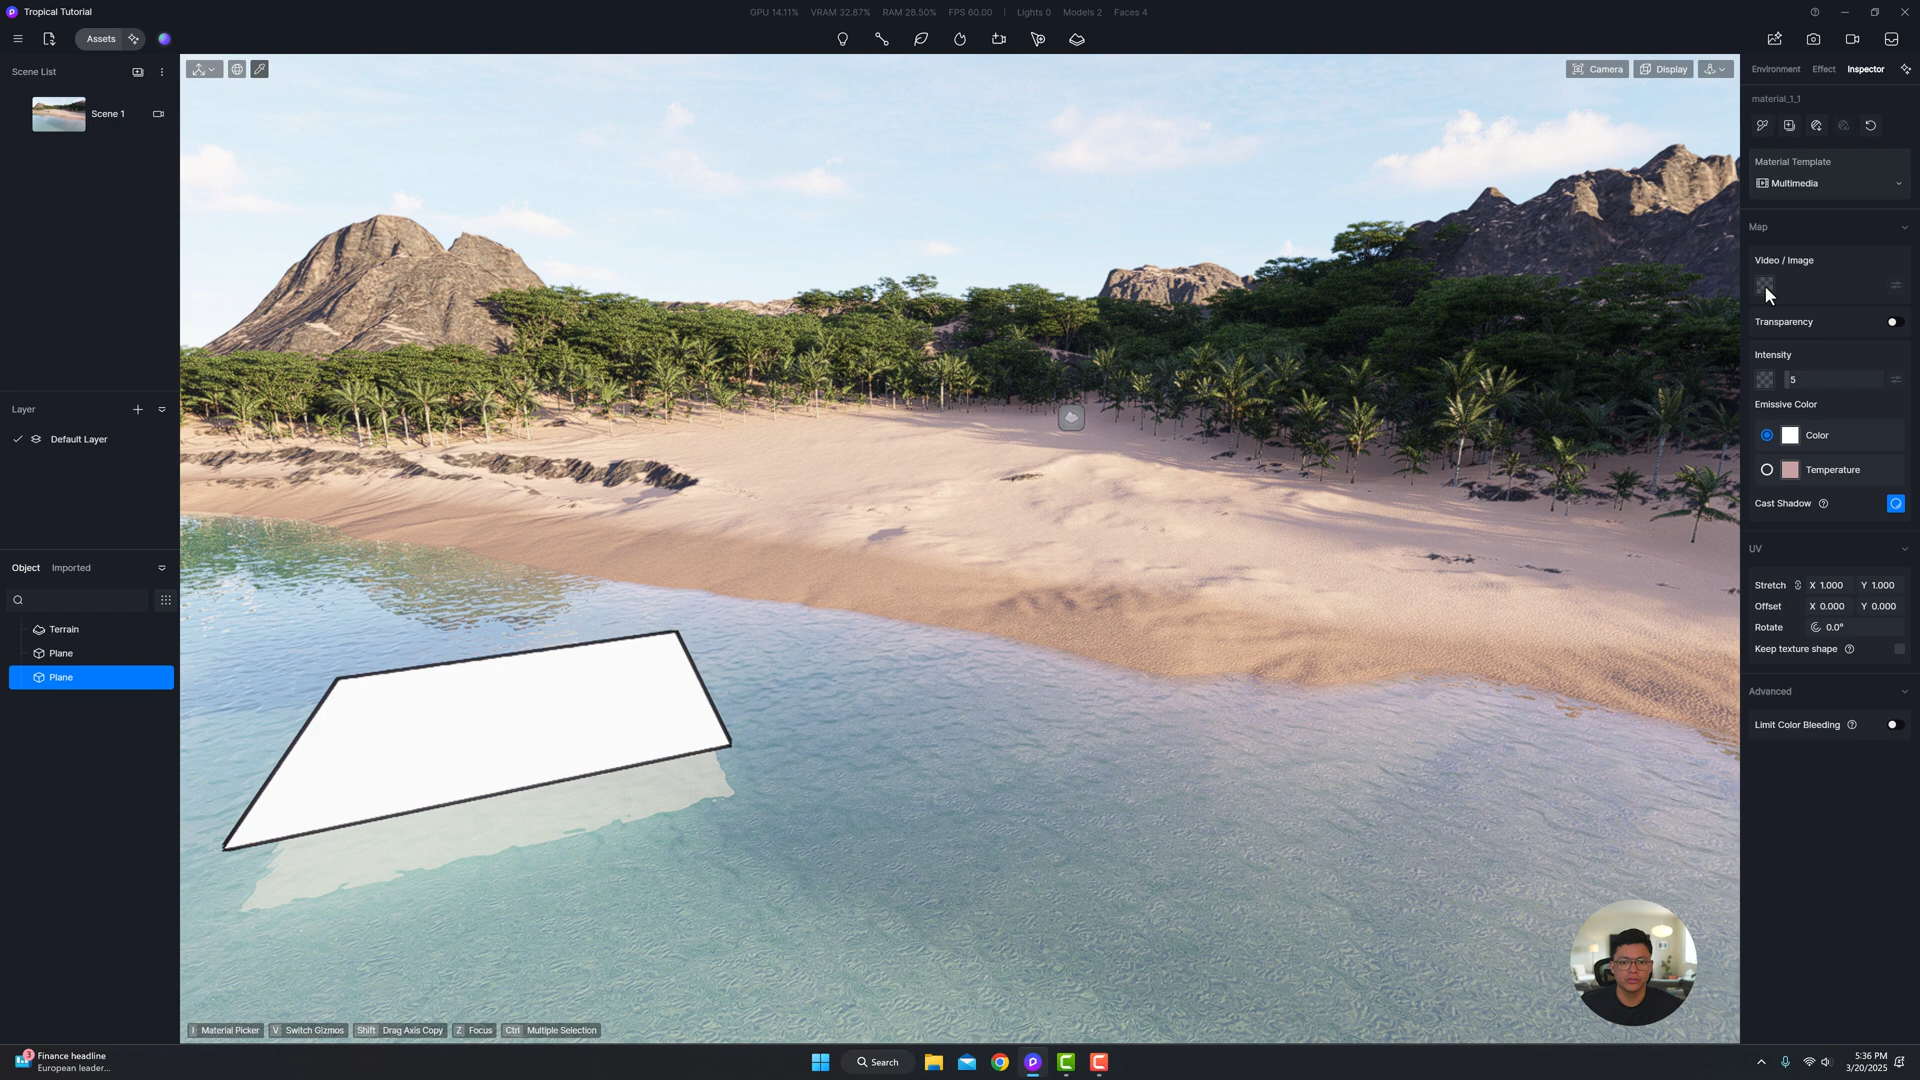 Tropical Tutorial
GPU 14.11% VRAM 32.87% RAM 28.50% FPS 60.00 | Lights 0 Models 2 Faces 4
Assets
Scene List
Scene 1
Camera
Display
Environment Effect Inspector
material_1_1
Material Template
Multimedia
Map
Video / Image
Transparency
Intensity
5
Emissive Color
Color
Temperature
Cast Shadow
UV
Stretch X 1.000 Y 1.000
Offset X 0.000 Y 0.000
Rotate 0.0°
Keep texture shape
Advanced
Limit Color Bleeding
Layer
Default Layer
Object Imported
Terrain
Plane
Plane
I Material Picker V Switch Gizmos Shift Drag Axis Copy Z Focus Ctrl Multiple Selection
3
Finance headline
European leader...
Search
5:36 PM
3/20/2025